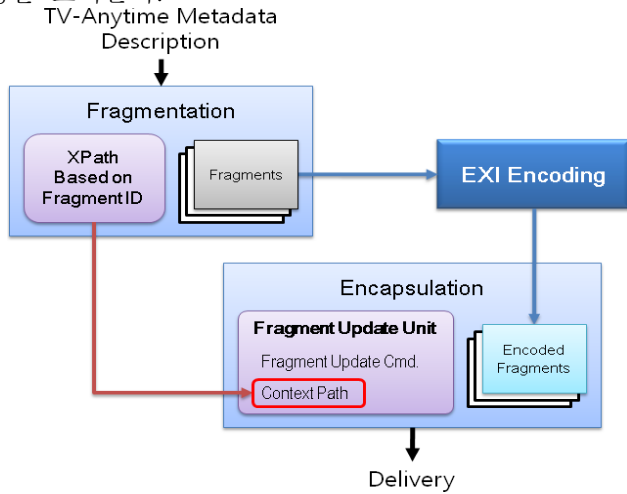 TV-Anytime Metadata
Description
Fragmentation
XPath
Based on
Fragment ID
Fragments
EXI Encoding
Encapsulation
Fragment Update Unit
Fragment Update Cmd.
Context Path
Encoded
Fragments
Delivery